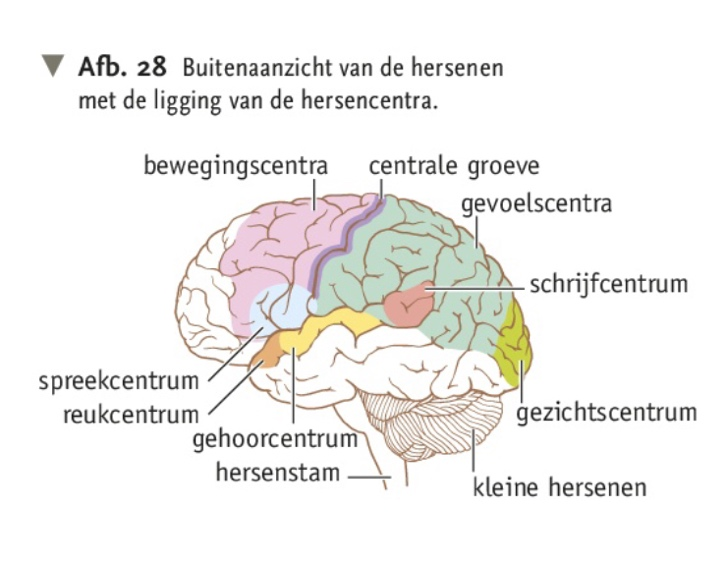 ▼ Afb. 28 Buitenaanzicht van de hersenen
met de ligging van de hersencentra.
bewegingscentra
centrale groeve
gevoelscentra
schrijfcentrum
spreekcentrum
reukcentrum
gehoorcentrum
hersenstam
gezichtscentrum
kleine hersenen